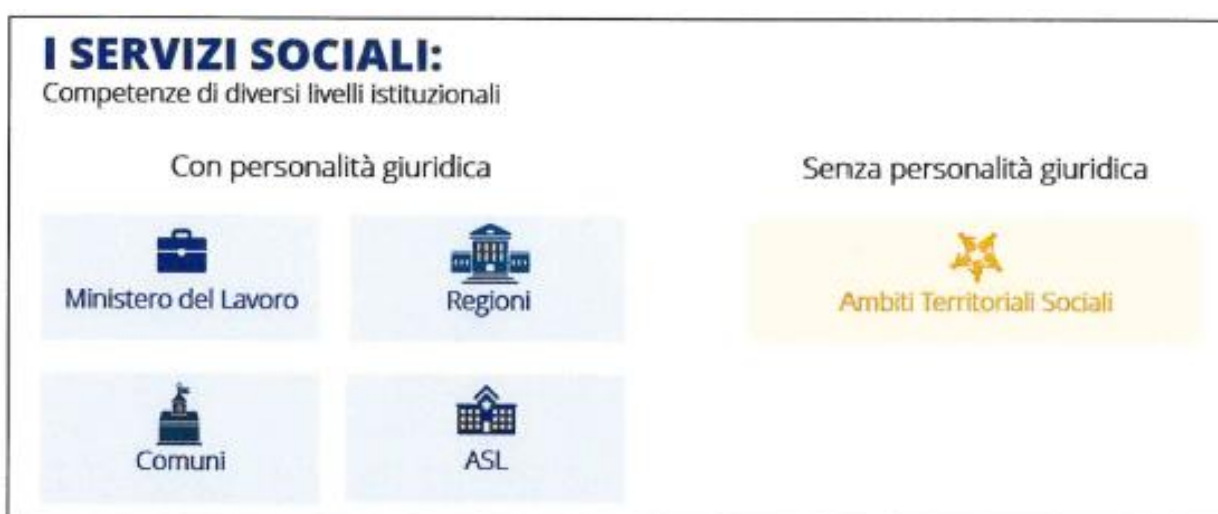 I SERVIZI SOCIALI:
Competenze di diversi livelli istituzionali
Con personalità giuridica
Senza personalità giuridica
Ministero del Lavoro
Regioni
Ambiti Territoriali Sociali
Comuni
ASL